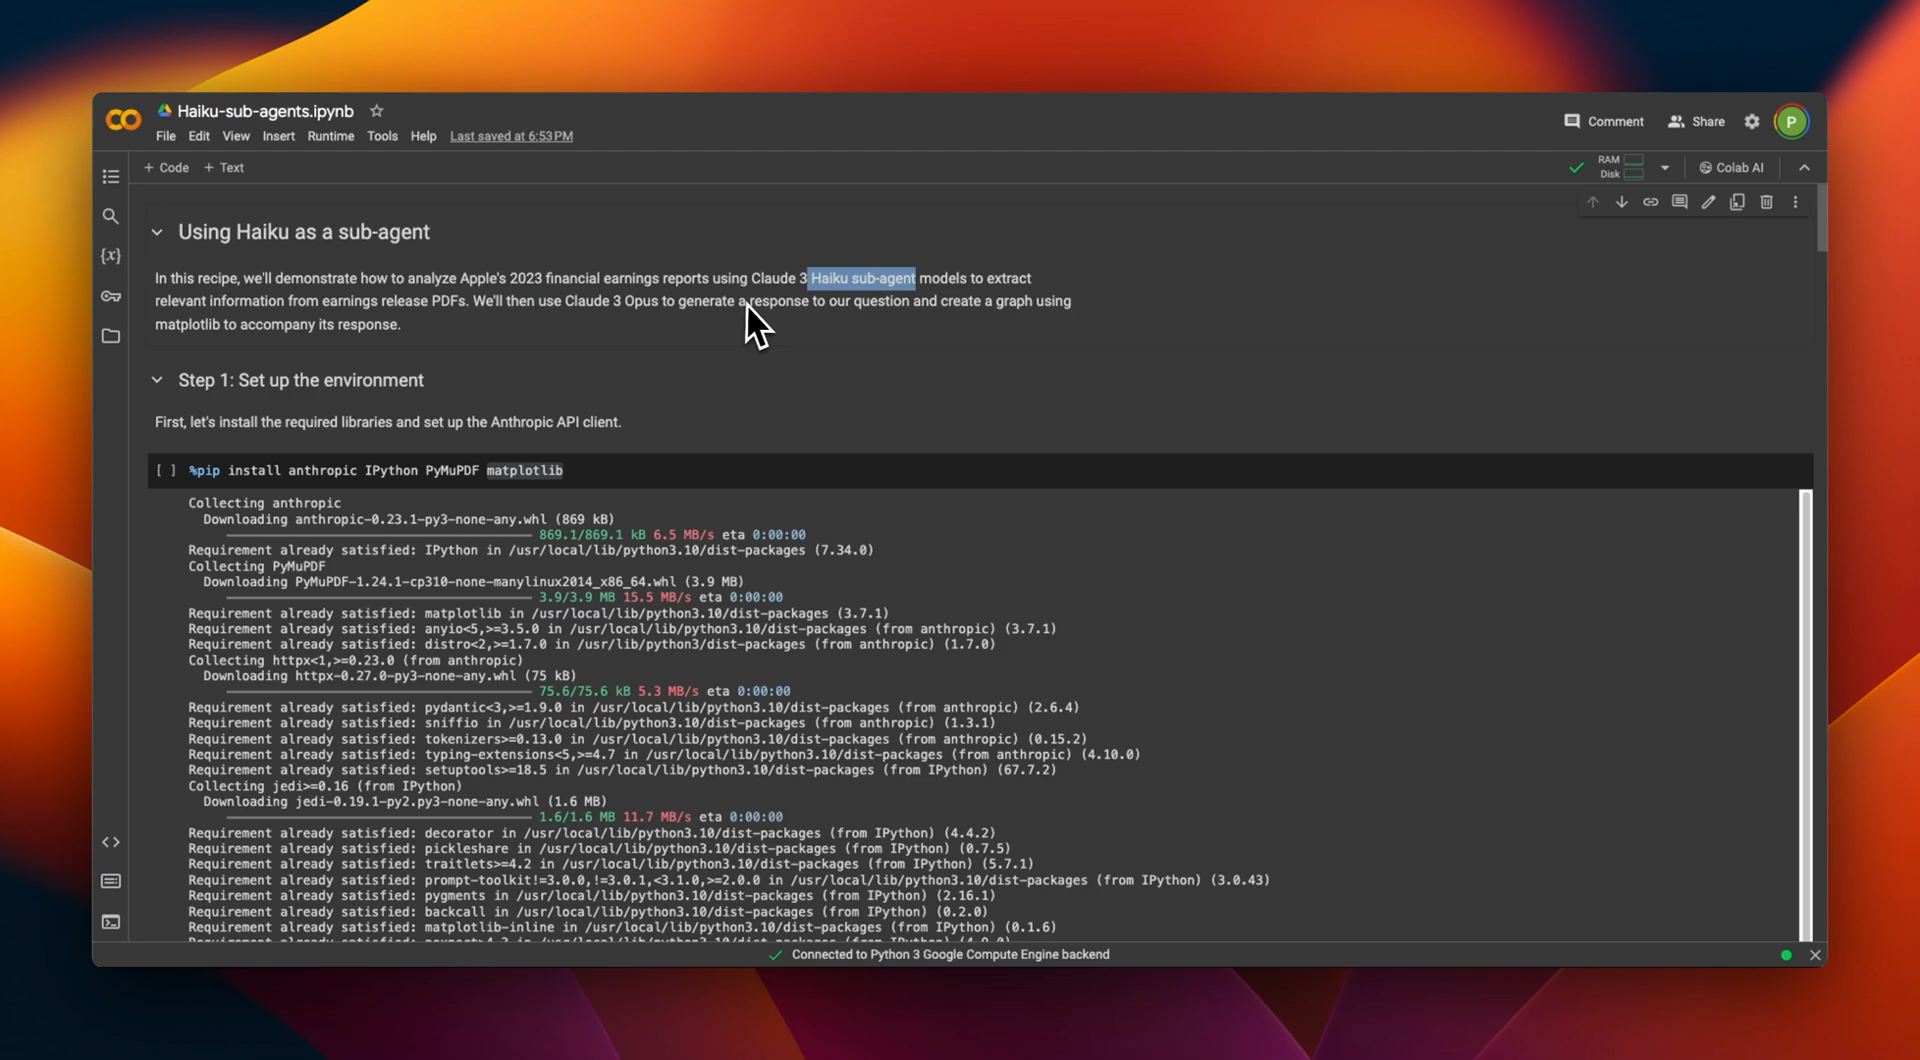 Haiku-sub-agents.ipynb
File Edit View Insert Runtime Tools Help Last saved at 6:53 PM
Comment Share P
+ Code + Text
RAM
Disk
Colab AI
Using Haiku as a sub-agent
In this recipe, we'll demonstrate how to analyze Apple's 2023 financial earnings reports using Claude 3 Haiku sub-agent models to extract
relevant information from earnings release PDFs. We'll then use Claude 3 Opus to generate a response to our question and create a graph using
matplotlib to accompany its response.
Step 1: Set up the environment
First, let's install the required libraries and set up the Anthropic API client.
[ ] %pip install anthropic IPython PyMuPDF matplotlib
Collecting anthropic
Downloading anthropic-0.23.1-py3-none-any.whl (869 kB)
869.1/869.1 kB 6.5 MB/s eta 0:00:00
Requirement already satisfied: IPython in /usr/local/lib/python3.10/dist-packages (7.34.0)
Collecting PyMuPDF
Downloading PyMuPDF-1.24.1-cp310-none-manylinux2014_x86_64.whl (3.9 MB)
3.9/3.9 MB 15.5 MB/s eta 0:00:00
Requirement already satisfied: matplotlib in /usr/local/lib/python3.10/dist-packages (3.7.1)
Requirement already satisfied: anyio<5,>=3.5.0 in /usr/local/lib/python3.10/dist-packages (from anthropic) (3.7.1)
Requirement already satisfied: distro<2,>=1.7.0 in /usr/lib/python3/dist-packages (from anthropic) (1.7.0)
Collecting httpx<1,>=0.23.0 (from anthropic)
Downloading httpx-0.27.0-py3-none-any.whl (75 kB)
75.6/75.6 kB 5.3 MB/s eta 0:00:00
Requirement already satisfied: pydantic<3,>=1.9.0 in /usr/local/lib/python3.10/dist-packages (from anthropic) (2.6.4)
Requirement already satisfied: sniffio in /usr/local/lib/python3.10/dist-packages (from anthropic) (1.3.1)
Requirement already satisfied: tokenizers>=0.13.0 in /usr/local/lib/python3.10/dist-packages (from anthropic) (0.15.2)
Requirement already satisfied: typing-extensions<5,>=4.7 in /usr/local/lib/python3.10/dist-packages (from anthropic) (4.10.0)
Requirement already satisfied: setuptools>=18.5 in /usr/local/lib/python3.10/dist-packages (from IPython) (67.7.2)
Collecting jedi>=0.16 (from IPython)
Downloading jedi-0.19.1-py2.py3-none-any.whl (1.6 MB)
1.6/1.6 MB 11.7 MB/s eta 0:00:00
Requirement already satisfied: decorator in /usr/local/lib/python3.10/dist-packages (from IPython) (4.4.2)
Requirement already satisfied: pickleshare in /usr/local/lib/python3.10/dist-packages (from IPython) (0.7.5)
Requirement already satisfied: traitlets>=4.2 in /usr/local/lib/python3.10/dist-packages (from IPython) (5.7.1)
Requirement already satisfied: prompt-toolkit!=3.0.0,!=3.0.1,<3.1.0,>=2.0.0 in /usr/local/lib/python3.10/dist-packages (from IPython) (3.0.43)
Requirement already satisfied: pygments in /usr/local/lib/python3.10/dist-packages (from IPython) (2.16.1)
Requirement already satisfied: backcall in /usr/local/lib/python3.10/dist-packages (from IPython) (0.2.0)
Requirement already satisfied: matplotlib-inline in /usr/local/lib/python3.10/dist-packages (from IPython) (0.1.6)
Connected to Python 3 Google Compute Engine backend